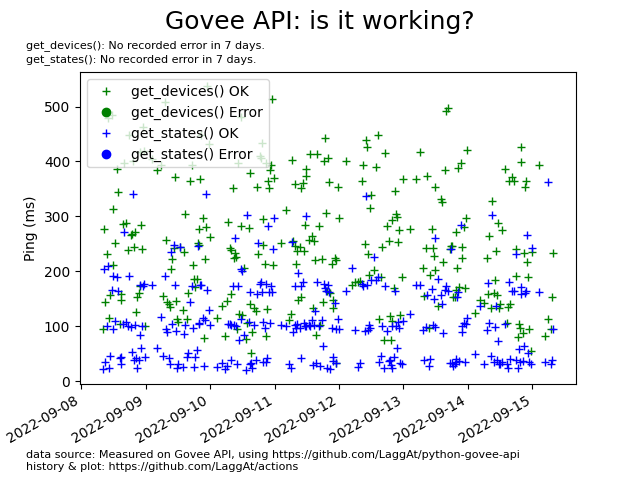 Govee API: is it working?
get_devices(): No recorded error in 7 days.
get_states(): No recorded error in 7 days.
get_devices() OK
get_devices() Error
get_states() OK
get_states() Error
Ping (ms)
500
400
300
200
100
0
2022-09-08
2022-09-09
2022-09-10
2022-09-11
2022-09-12
2022-09-13
2022-09-14
2022-09-15
data source: Measured on Govee API, using https://github.com/LaggAt/python-govee-api
history & plot: https://github.com/LaggAt/actions